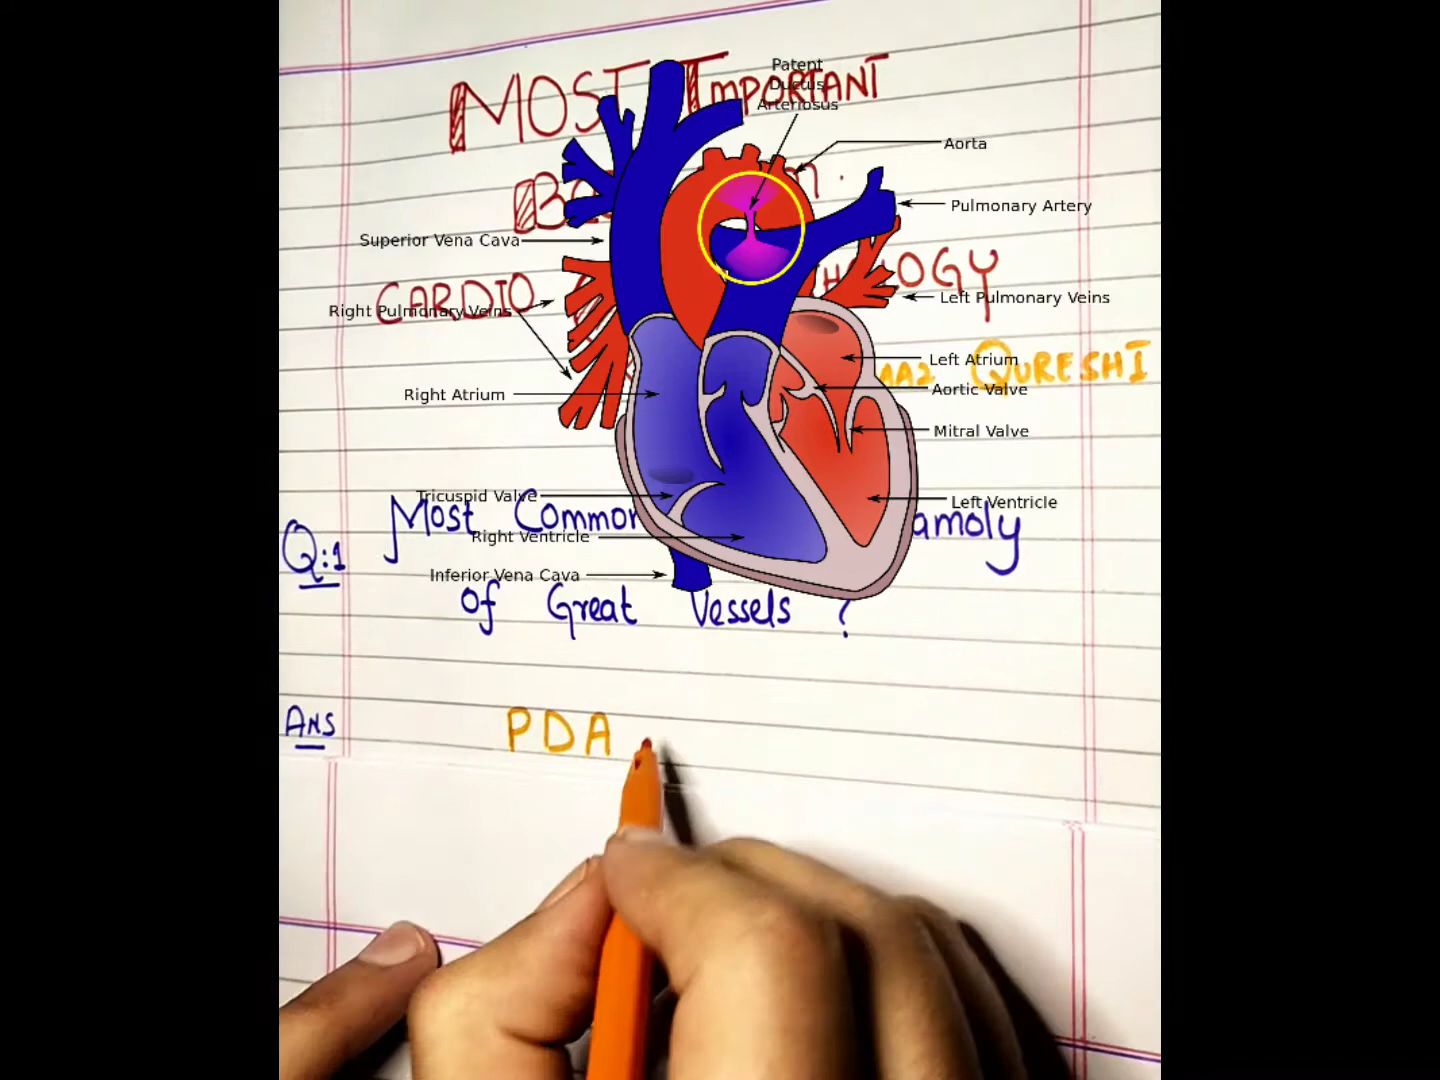 MOST IMPORTANT
Patent
Ductus
Arteriosus
Aorta
Pulmonary Artery
Superior Vena Cava
CARDIO
OGY
Right Pulmonary Veins
Left Pulmonary Veins
Left Atrium
QURESHI
Right Atrium
Aortic Valve
Mitral Valve
Tricuspid Valve
Left Ventricle
Q:1 Most Common amoly
Right Ventricle
Inferior Vena Cava
Of Great Vessels ?
Ans PDA